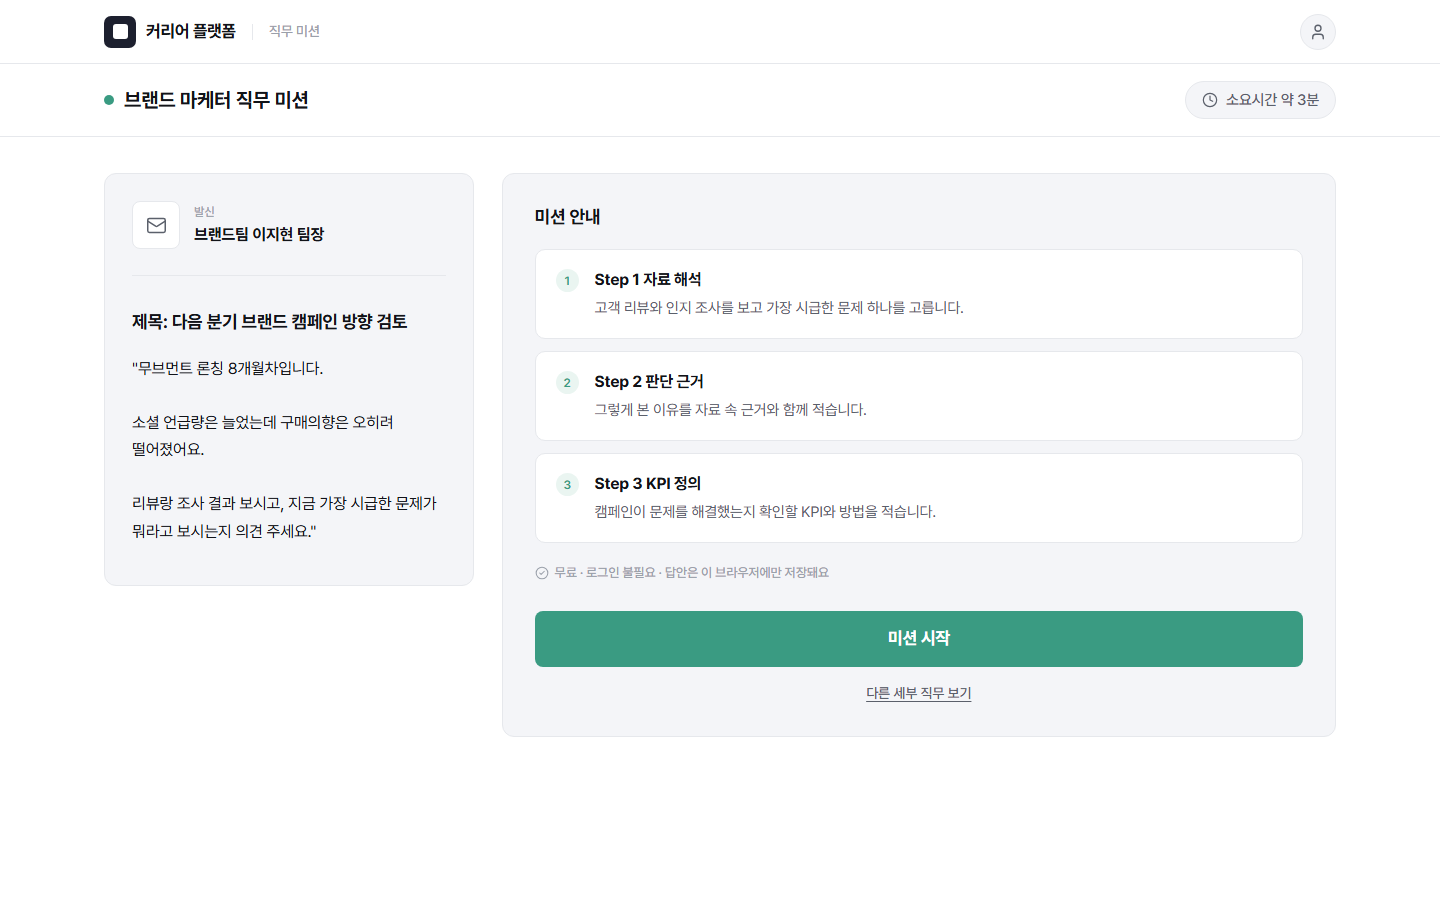 커리어 플랫폼
직무 미션
브랜드 마케터 직무 미션
소요시간 약 3분
발신
브랜드팀 이지현 팀장
제목: 다음 분기 브랜드 캠페인 방향 검토
"무브먼트 론칭 8개월차입니다.
소셜 언급량은 늘었는데 구매의향은 오히려
떨어졌어요.
리뷰랑 조사 결과 보시고, 지금 가장 시급한 문제가
뭐라고 보시는지 의견 주세요."
미션 안내
1
Step 1 자료 해석
고객 리뷰와 인지 조사를 보고 가장 시급한 문제 하나를 고릅니다.
2
Step 2 판단 근거
그렇게 본 이유를 자료 속 근거와 함께 적습니다.
3
Step 3 KPI 정의
캠페인이 문제를 해결했는지 확인할 KPI와 방법을 적습니다.
무료 · 로그인 불필요 · 답안은 이 브라우저에만 저장돼요
미션 시작
다른 세부 직무 보기